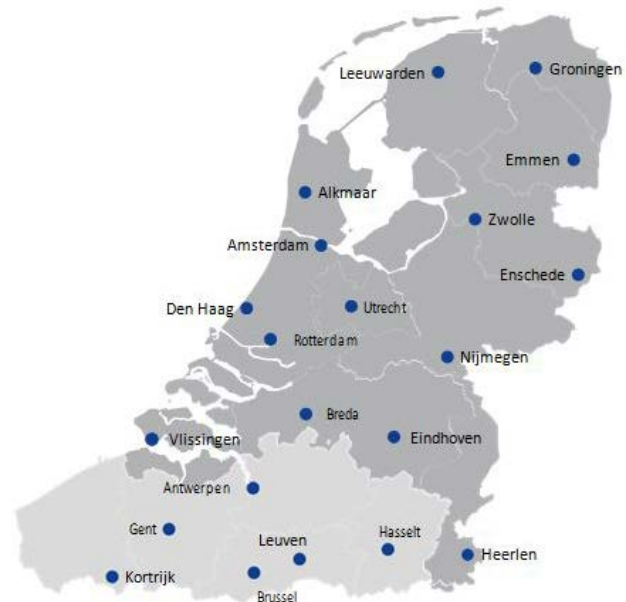 Leeuwarden
Groningen
Emmen
Alkmaar
Zwolle
Amsterdam
Enschede
Den Haag
Utrecht
Rotterdam
Nijmegen
Breda
Vlissingen
Eindhoven
Antwerpen
Gent
Hasselt
Leuven
Heerlen
Kortrijk
Brussel